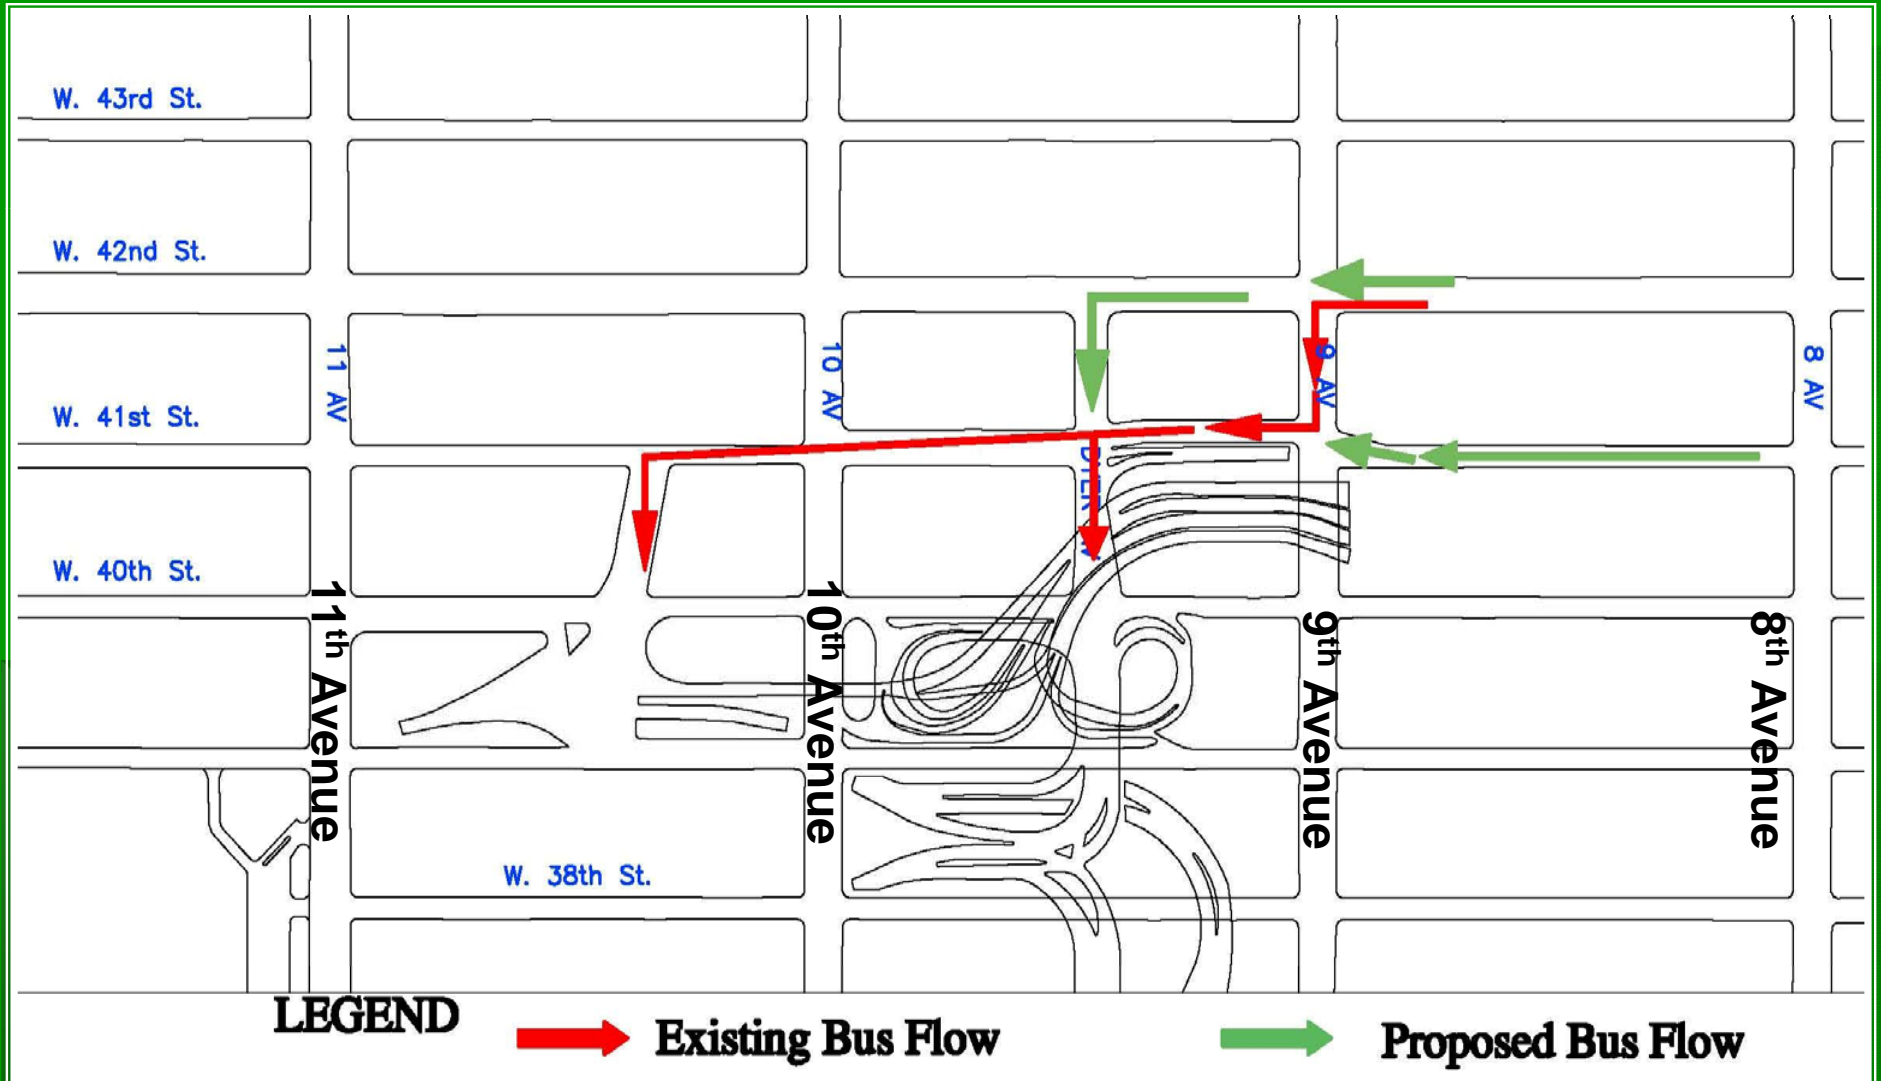 W. 43rd St.
W. 42nd St.
11 AV
10 AV
9 AV
8 AV
W. 41st St.
W. 40th St.
11th Avenue
10th Avenue
9th Avenue
8th Avenue
W. 38th St.
LEGEND
Existing Bus Flow
Proposed Bus Flow